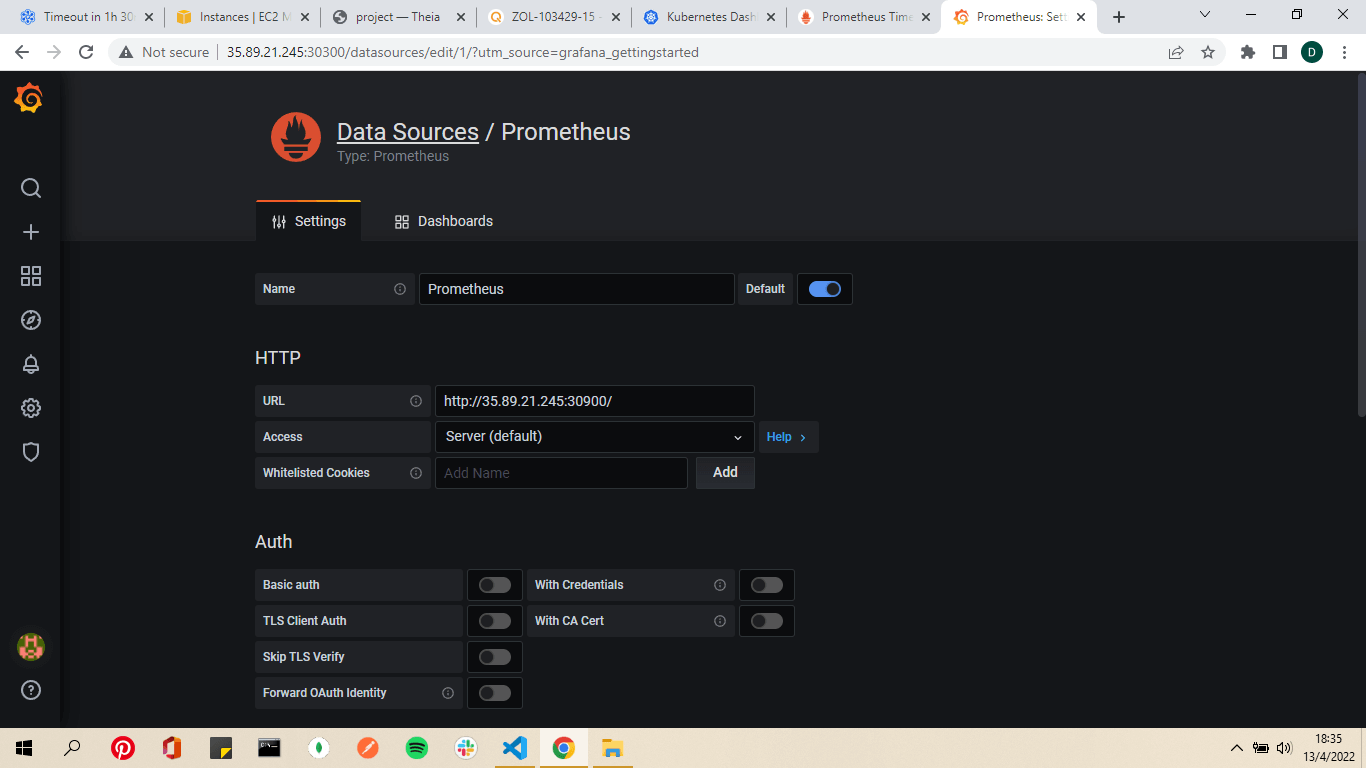 Timeout in 1h 30
Instances | EC2 M
project — Theia
ZOL-103429-15
Kubernetes Dash
Prometheus Time
Prometheus: Sett
Not secure
35.89.21.245:30300/datasources/edit/1/?utm_source=grafana_gettingstarted
D
Data Sources / Prometheus
Type: Prometheus
Settings
Dashboards
Name
Prometheus
Default
HTTP
URL
http://35.89.21.245:30900/
Access
Server (default)
Help
Whitelisted Cookies
Add Name
Add
Auth
Basic auth
With Credentials
TLS Client Auth
With CA Cert
Skip TLS Verify
Forward OAuth Identity
18:35
13/4/2022